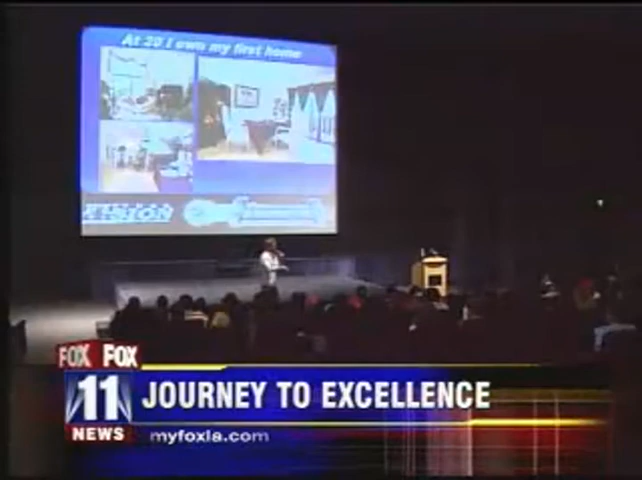 At 20 I own my first home
FOX FOX
11 JOURNEY TO EXCELLENCE
NEWS myfoxla.com